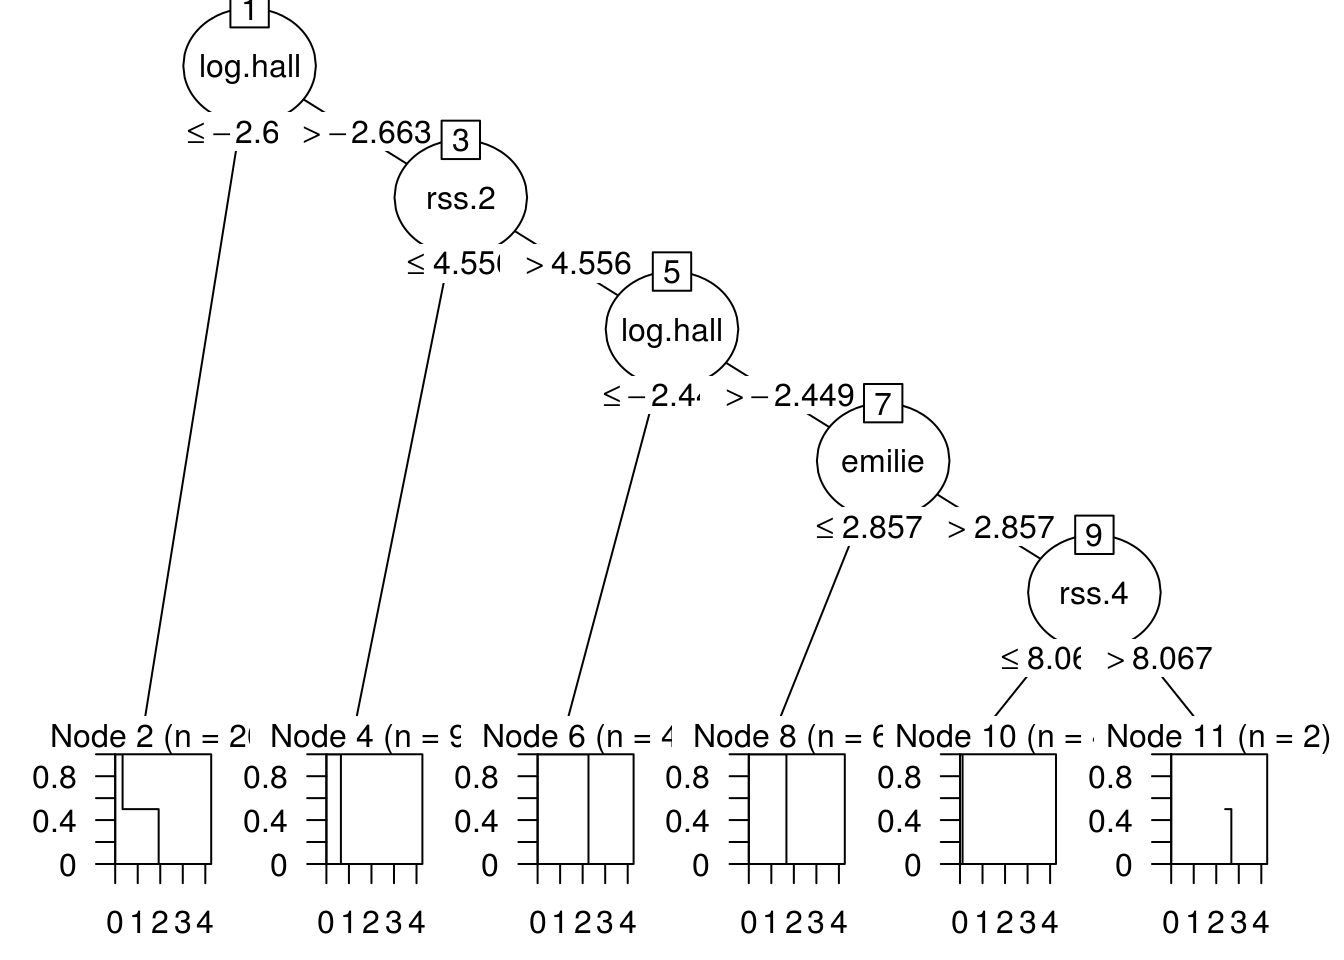 1
log.hall
≤ −2.6 > −2.663
3
rss.2
≤ 4.55 > 4.556
5
log.hall
≤ −2.4 > −2.449
7
emilie
≤ 2.857 > 2.857
9
rss.4
≤ 8.06 > 8.067
Node 2 (n = 2 Node 4 (n = 9 Node 6 (n = 4 Node 8 (n = 6 Node 10 (n = Node 11 (n = 2)
0.8 0.8 0.8 0.8 0.8 0.8
0.4 0.4 0.4 0.4 0.4 0.4
0 0 0 0 0 0
0 1 2 3 4 0 1 2 3 4 0 1 2 3 4 0 1 2 3 4 0 1 2 3 4 0 1 2 3 4